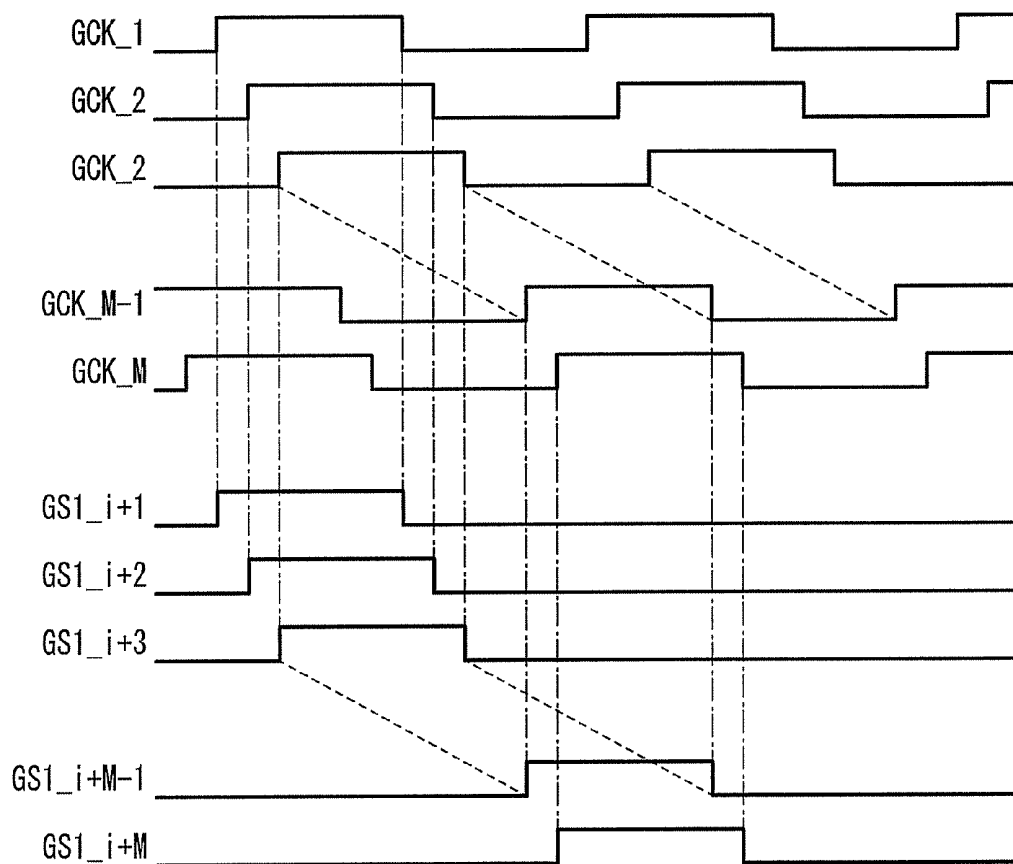 GCK_1
GCK_2
GCK_2
GCK_M-1
GCK_M
GS1_i+1
GS1_i+2
GS1_i+3
GS1_i+M-1
GS1_i+M